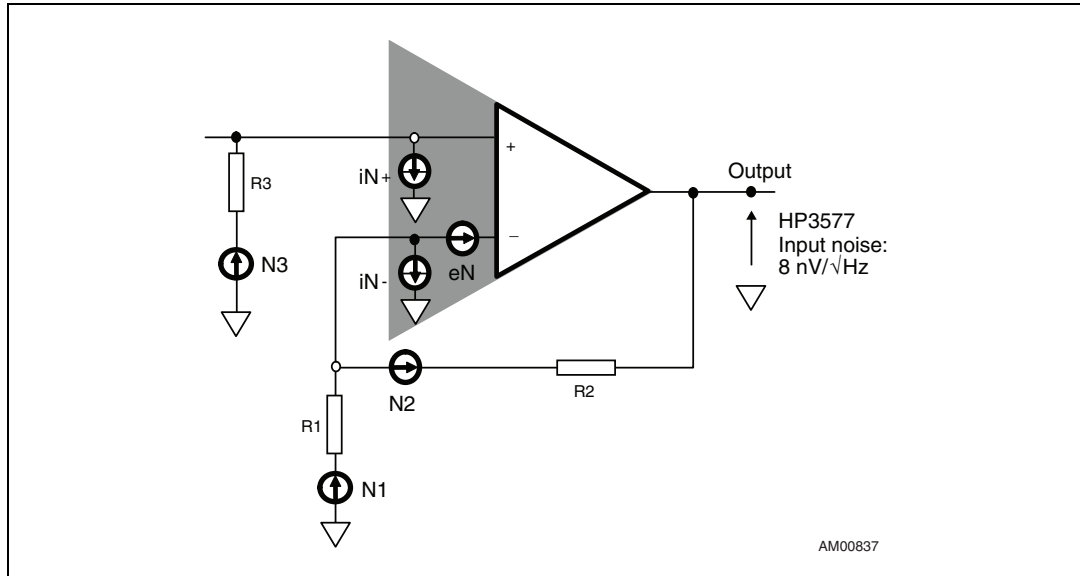 +
Output
iN+
R3
HP3577
Input noise:
8 nV/√Hz
−
N3
iN-
eN
N2
R2
R1
N1
AM00837